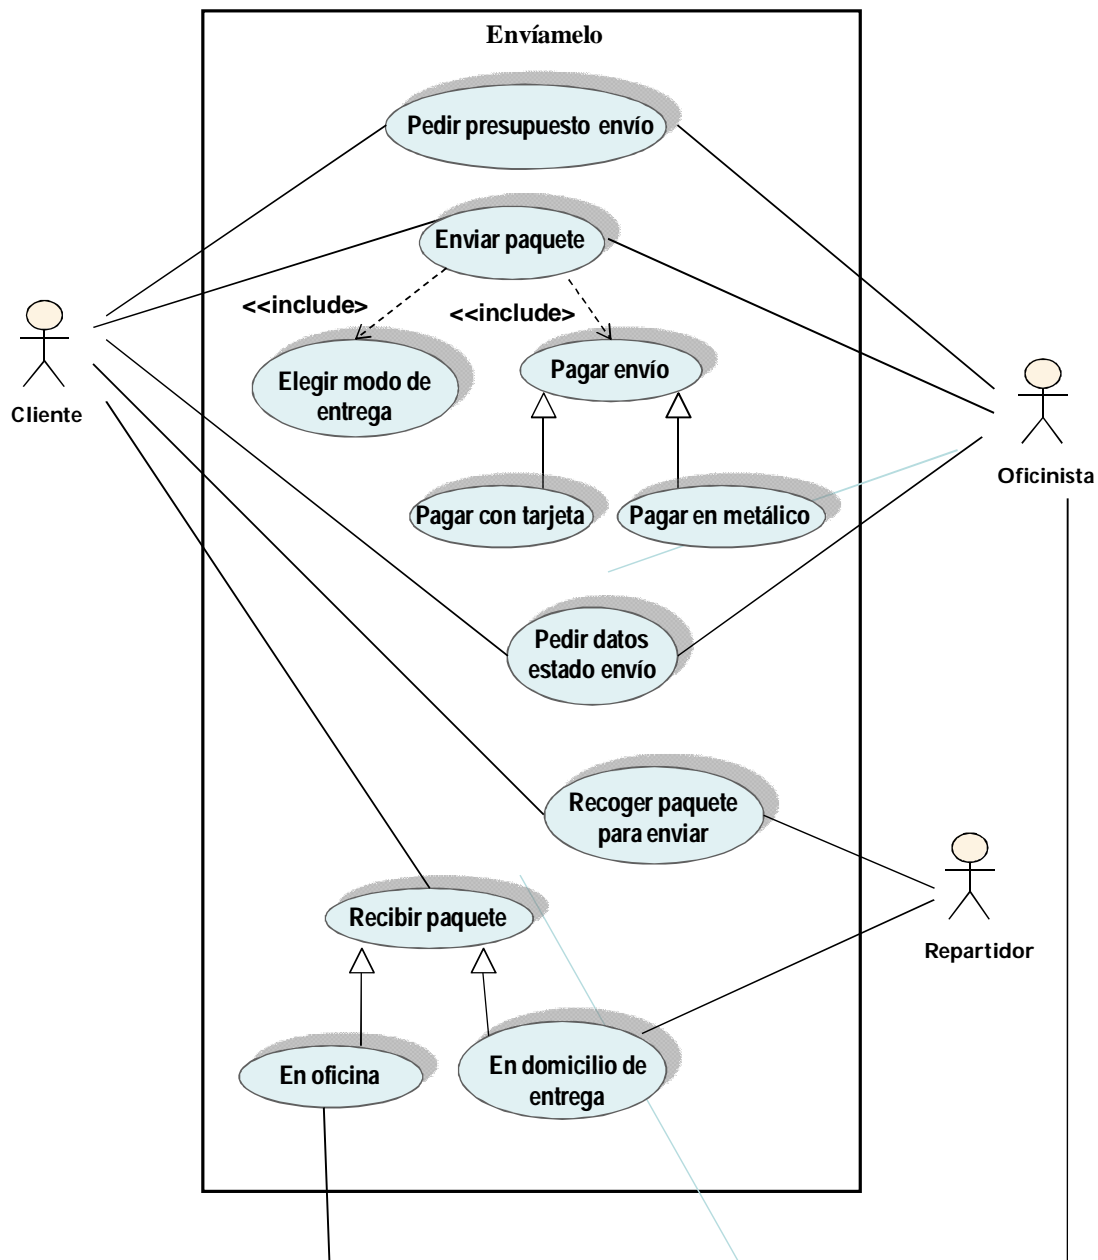 Envíamelo
Pedir presupuesto envío
Enviar paquete
<<include>
<<include>
Elegir modo de
entrega
Pagar envío
Cliente
Oficinista
Pagar con tarjeta
Pagar en metálico
Pedir datos
estado envío
Recoger paquete
para enviar
Recibir paquete
Repartidor
En oficina
En domicilio de
entrega